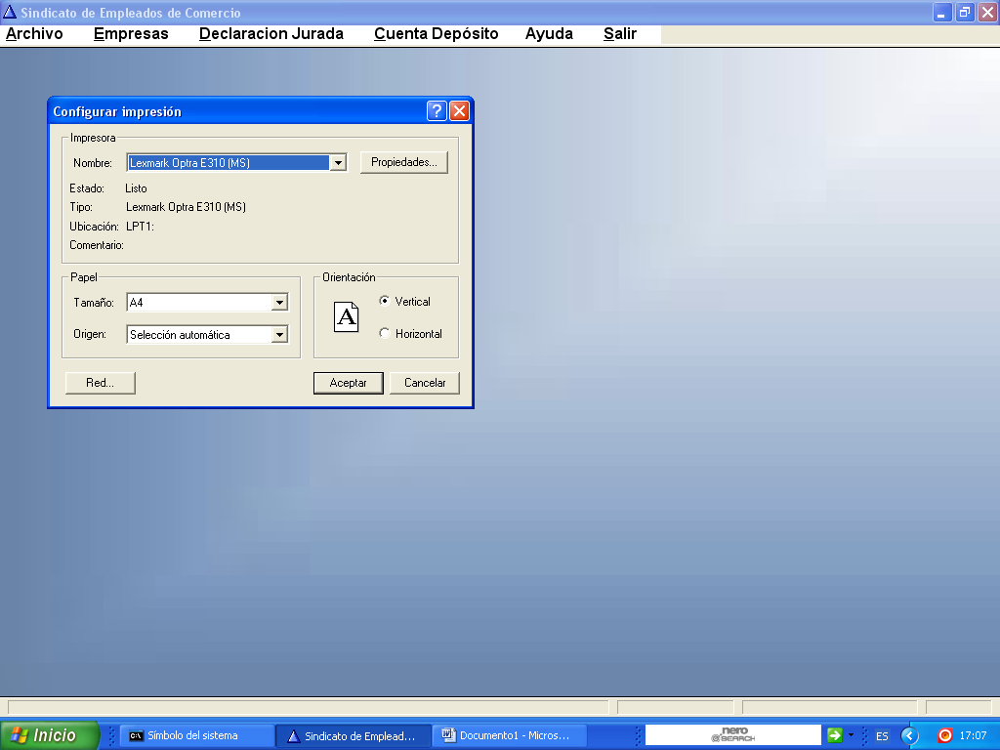 Sindicato de Empleados de Comercio
Archivo Empresas Declaracion Jurada Cuenta Depósito Ayuda Salir
Configurar impresión
Impresora
Nombre: Lexmark Optra E310 (MS) Propiedades...
Estado: Listo
Tipo: Lexmark Optra E310 (MS)
Ubicación: LPT1:
Comentario:
Papel
Tamaño: A4
Origen: Selección automática
Orientación
A
Vertical
Horizontal
Red... Aceptar Cancelar
Inicio Símbolo del sistema Sindicato de Emplead... Documento1 - Micros... nero SEARCH ES 17:07